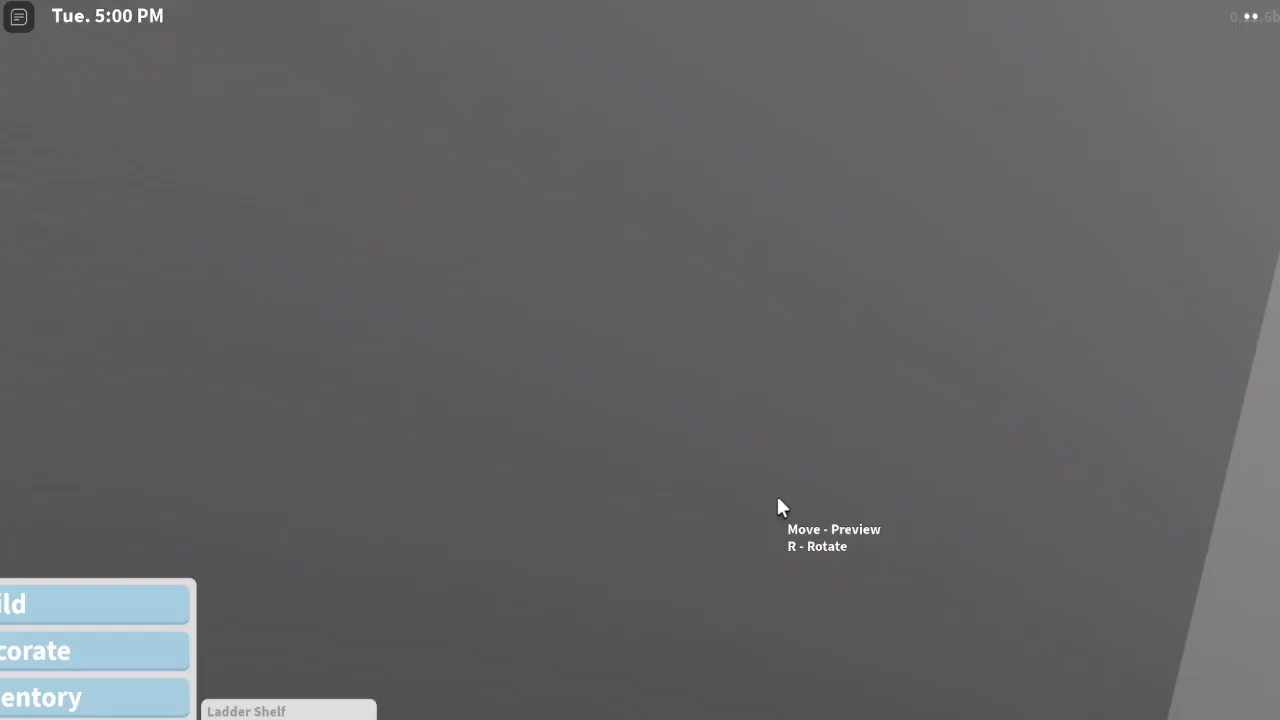 Tue. 5:00 PM
Move - Preview
R - Rotate
ild
corate
entory
Ladder Shelf